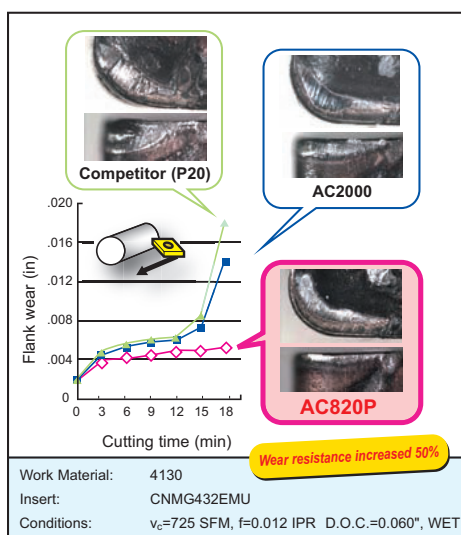 Competitor (P20)
AC2000
.020
.016
.012
.008
.004
0
Flank wear (in)
0 3 6 9 12 15 18
Cutting time (min)
AC820P
Wear resistance increased 50%
Work Material: 4130
Insert: CNMG432EMU
Conditions: vc=725 SFM, f=0.012 IPR D.O.C.=0.060", WET